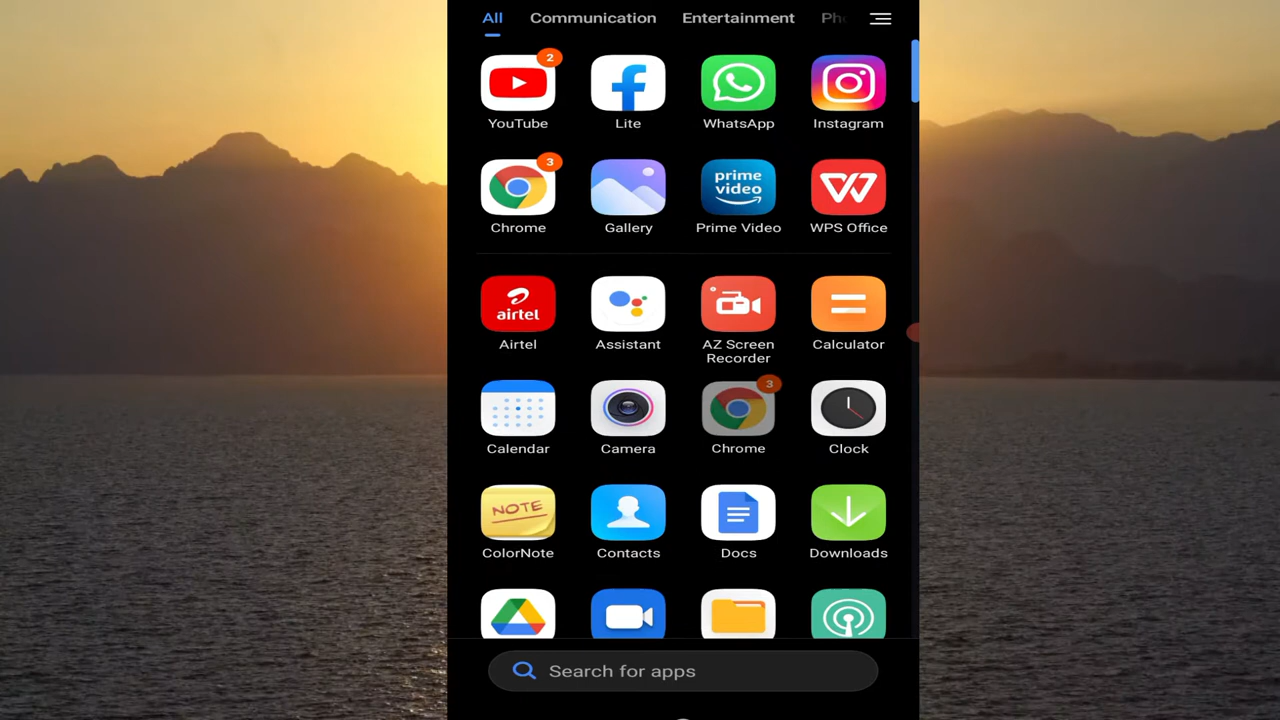 All Communication Entertainment Pho
2
YouTube Lite WhatsApp Instagram
3
prime
video
Chrome Gallery Prime Video WPS Office
airtel
Airtel Assistant AZ Screen
Recorder Calculator
3
Calendar Camera Chrome Clock
NOTE
ColorNote Contacts Docs Downloads
Search for apps